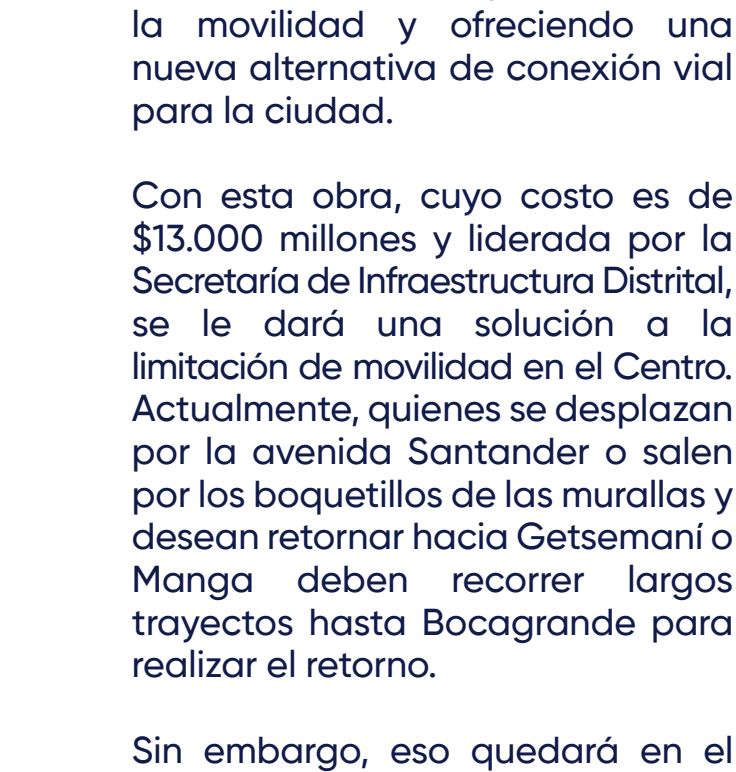 la movilidad y ofreciendo una
nueva alternativa de conexión vial
para la ciudad.
Con esta obra, cuyo costo es de
$13.000 millones y liderada por la
Secretaría de Infraestructura Distrital,
se le dará una solución a la
limitación de movilidad en el Centro.
Actualmente, quienes se desplazan
por la avenida Santander o salen
por los boquetillos de las murallas y
desean retornar hacia Getsemaní o
Manga deben recorrer largos
trayectos hasta Bocagrande para
realizar el retorno.
Sin embargo, eso quedará en el